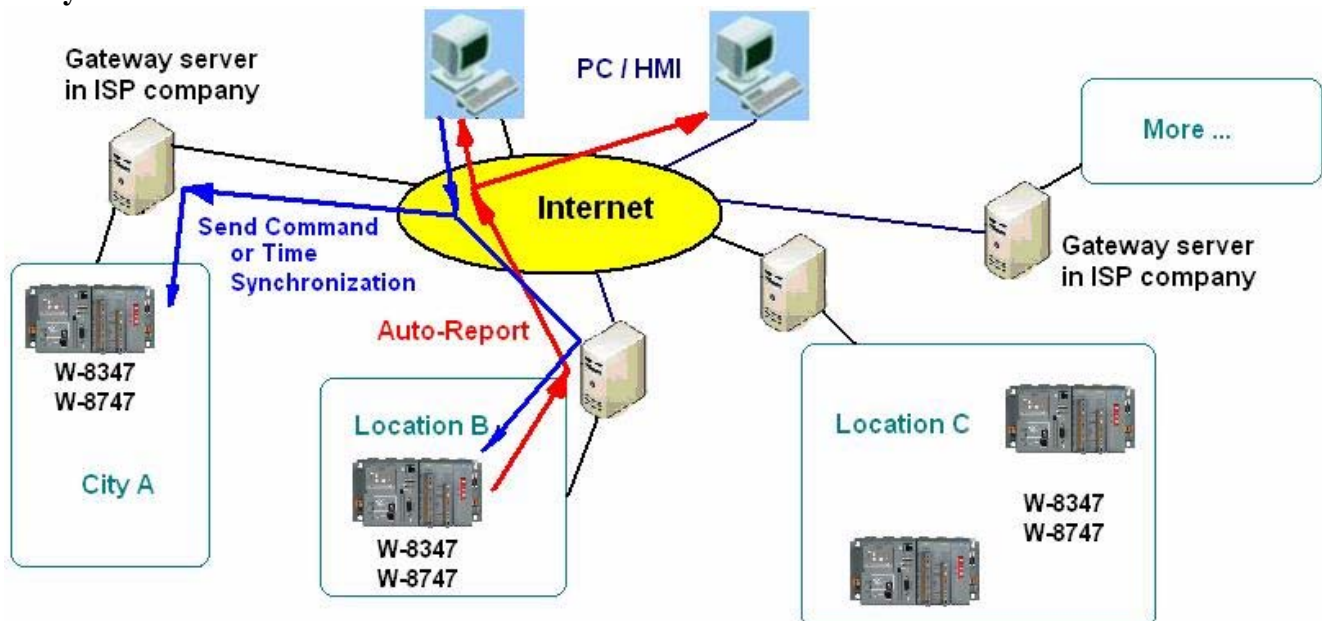 Gateway server
in ISP company
PC / HMI
More ...
Internet
Send Command
or Time
Synchronization
Gateway server
in ISP company
Auto-Report
W-8347
W-8747
City A
Location B
W-8347
W-8747
Location C
W-8347
W-8747